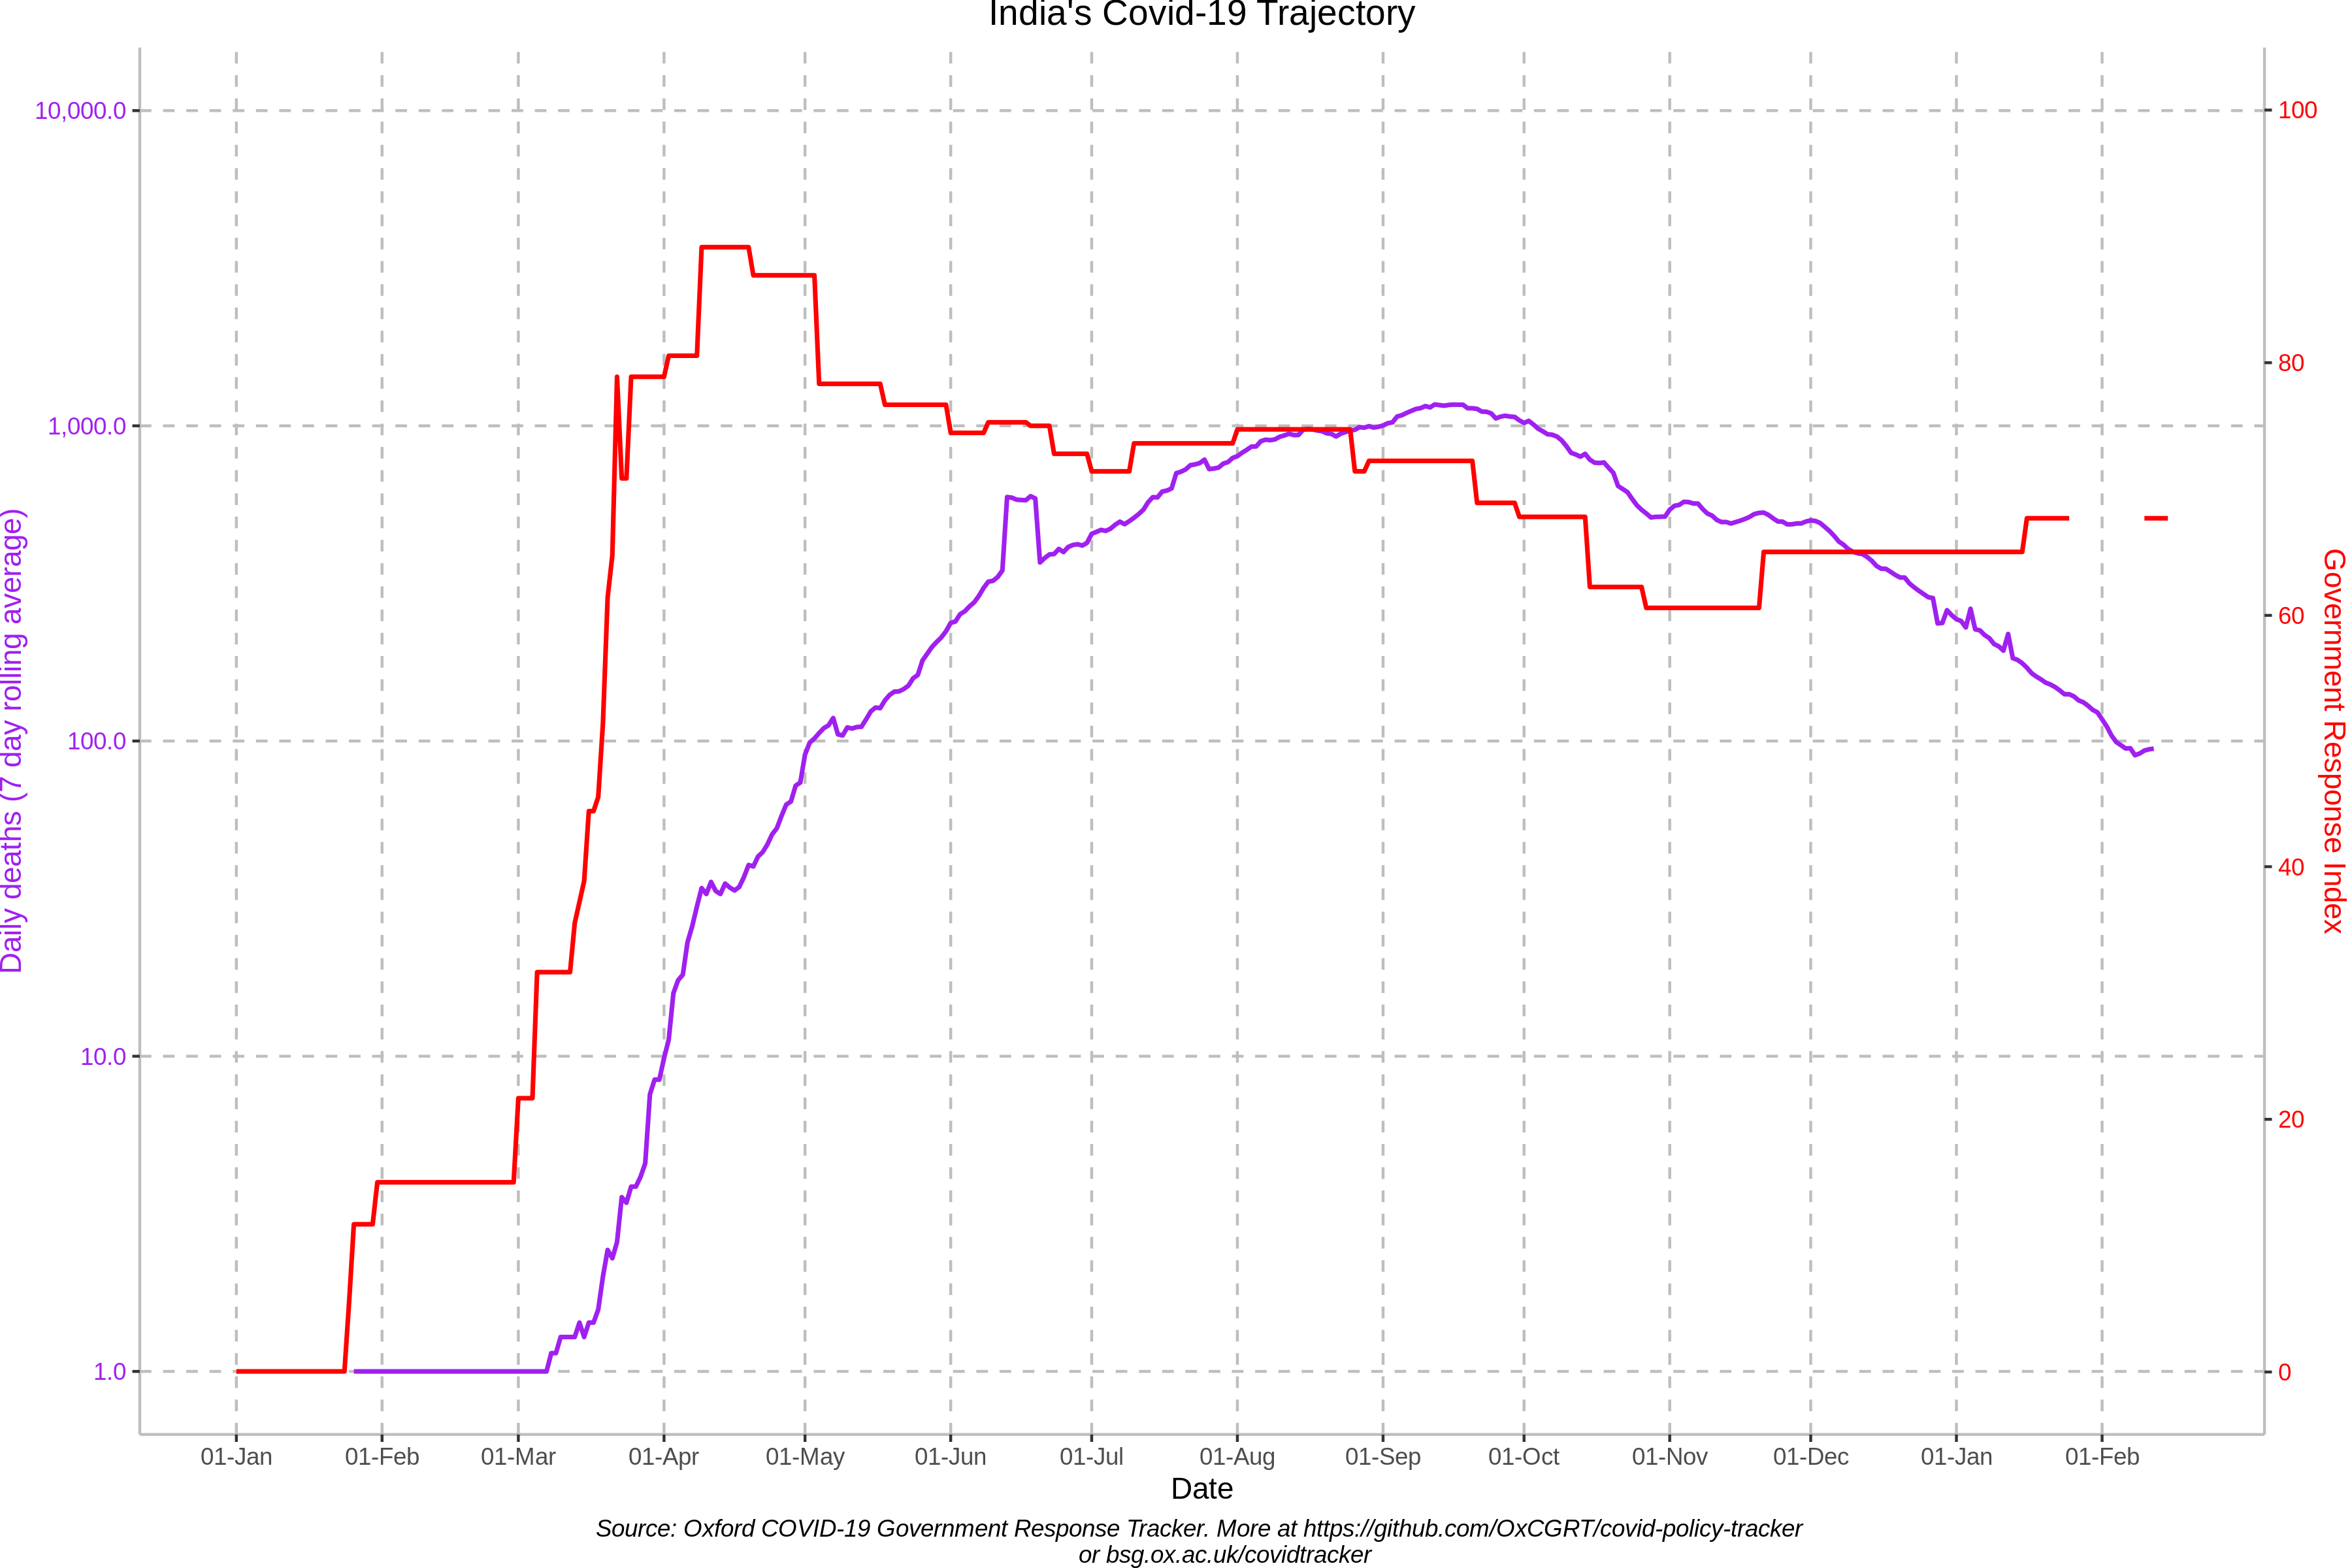 India's Covid-19 Trajectory
10,000.0
1,000.0
100.0
10.0
1.0
Daily deaths (7 day rolling average)
100
80
60
40
20
0
Government Response Index
01-Jan 01-Feb 01-Mar 01-Apr 01-May 01-Jun 01-Jul 01-Aug 01-Sep 01-Oct 01-Nov 01-Dec 01-Jan 01-Feb
Date
Source: Oxford COVID-19 Government Response Tracker. More at https://github.com/OxCGRT/covid-policy-tracker
or bsg.ox.ac.uk/covidtracker